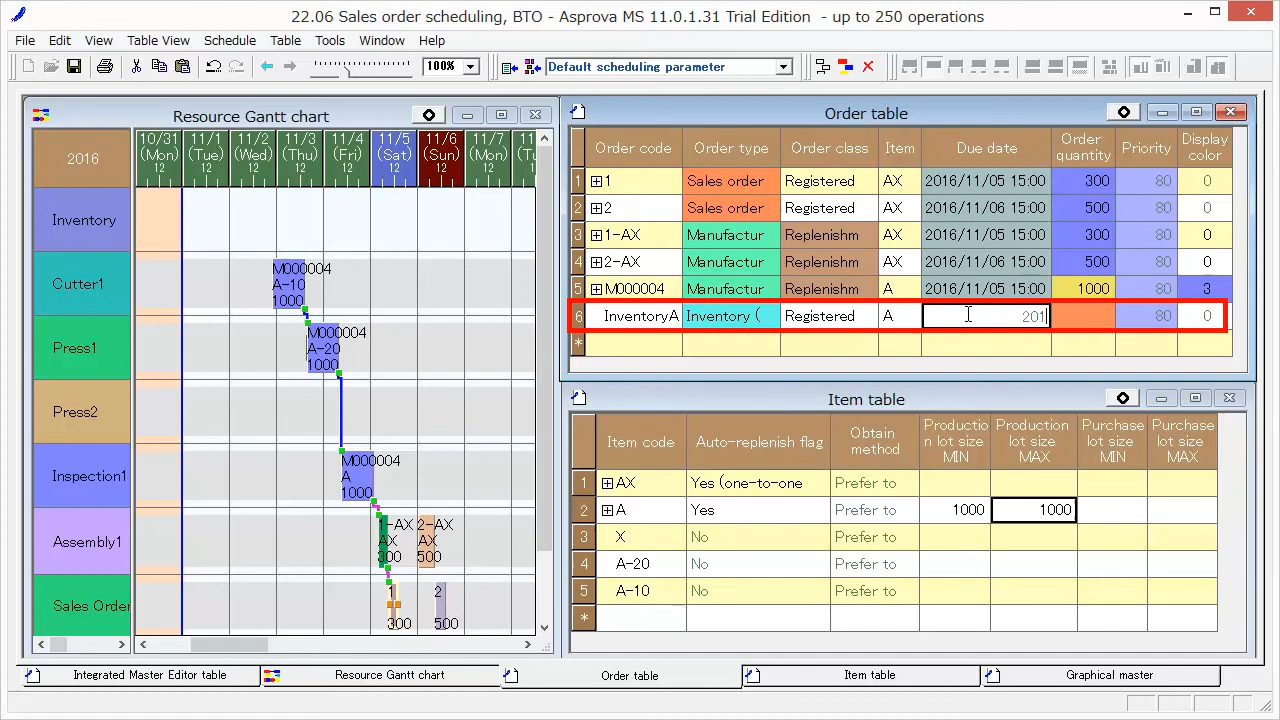 22.06 Sales order scheduling, BTO - Asprova MS 11.0.1.31 Trial Edition - up to 250 operations
File Edit View Table View Schedule Table Tools Window Help
100% Default scheduling parameter
Resource Gantt chart
2016
10/31 11/1 11/2 11/3 11/4 11/5 11/6 11/7 11
(Mon) (Tue) (Wed) (Thu) (Fri) (Sat) (Sun) (Mon) (Tu
12 12 12 12 12 12 12 12
Inventory
Cutter1
M000004
A-10
1000
Press1
M000004
A-20
1000
Press2
Inspection1
M000004
A
1000
Assembly1
1-AX 2-AX
AX AX
300 500
Sales Order
1 2
300 500
Order table
Order code Order type Order class Item Due date Order quantity Priority Display color
1 1 Sales order Registered AX 2016/11/05 15:00 300 80 0
2 2 Sales order Registered AX 2016/11/06 15:00 500 80 0
3 1-AX Manufactur Replenishm AX 2016/11/05 15:00 300 80 0
4 2-AX Manufactur Replenishm AX 2016/11/06 15:00 500 80 0
5 M000004 Manufactur Replenishm A 2016/11/05 15:00 1000 80 3
6 InventoryA Inventory ( Registered A 201 80 0
*
Item table
Item code Auto-replenish flag Obtain method Productio n lot size MIN Production lot size MAX Purchase lot size MIN Purchase lot size MAX
1 AX Yes (one-to-one Prefer to
2 A Yes Prefer to 1000 1000
3 X No Prefer to
4 A-20 No Prefer to
5 A-10 No Prefer to
*
Integrated Master Editor table Resource Gantt chart Order table Item table Graphical master